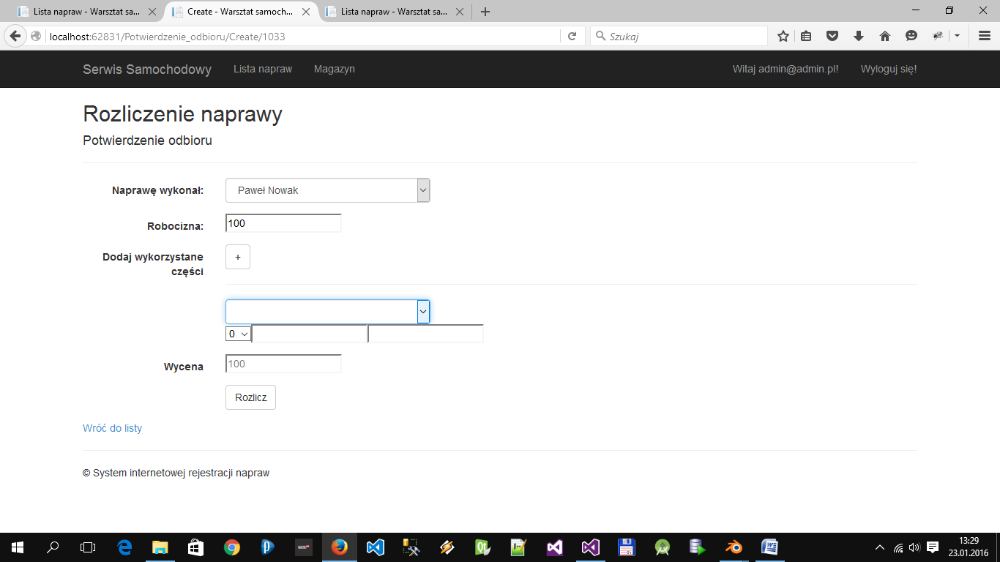 Lista napraw - Warsztat sa...
Create - Warsztat samoch...
Lista napraw - Warsztat sa...
localhost:62831/Potwierdzenie_odbioru/Create/1033
Szukaj
Serwis Samochodowy
Lista napraw
Magazyn
Witaj admin@admin.pl!
Wyloguj się!
Rozliczenie naprawy
Potwierdzenie odbioru
Naprawę wykonał:
Paweł Nowak
Robocizna:
100
Dodaj wykorzystane
części
+
0
Wycena
100
Rozlicz
Wróć do listy
© System internetowej rejestracji napraw
13:29
23.01.2016